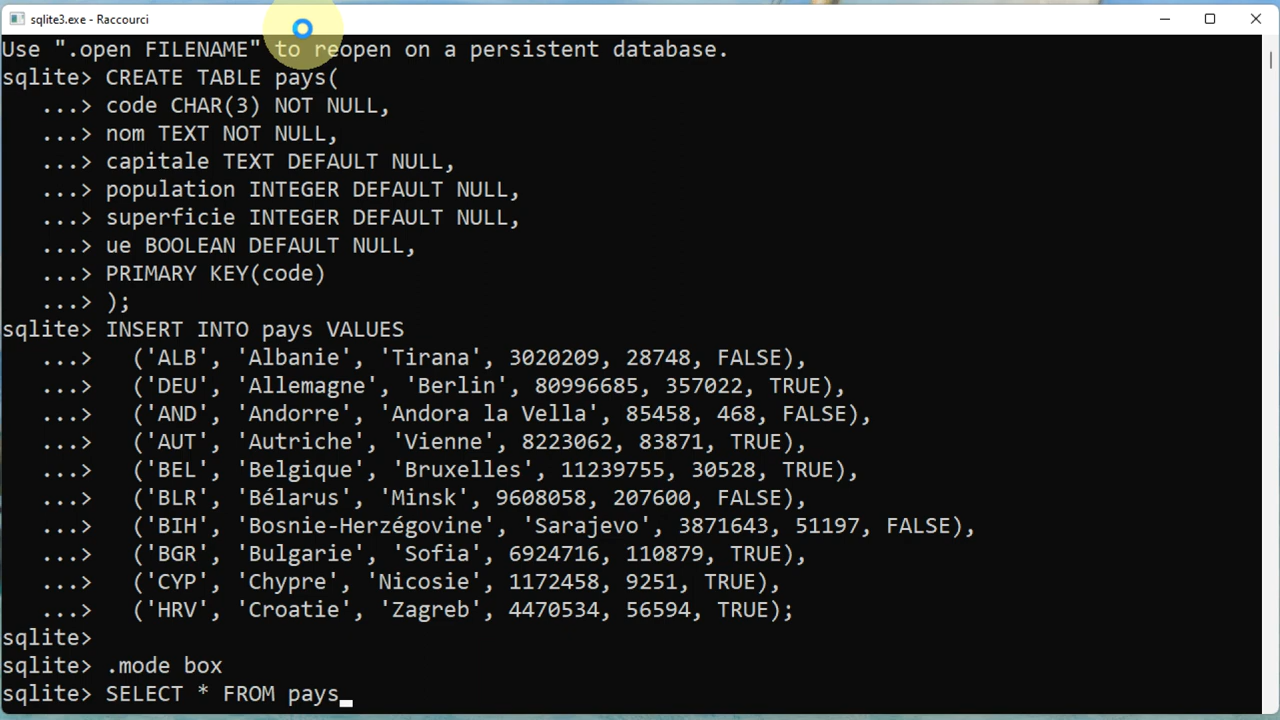 sqlite3.exe - Raccourci
Use ".open FILENAME" to reopen on a persistent database.
sqlite> CREATE TABLE pays(
   ...> code CHAR(3) NOT NULL,
   ...> nom TEXT NOT NULL,
   ...> capitale TEXT DEFAULT NULL,
   ...> population INTEGER DEFAULT NULL,
   ...> superficie INTEGER DEFAULT NULL,
   ...> ue BOOLEAN DEFAULT NULL,
   ...> PRIMARY KEY(code)
   ...> );
sqlite> INSERT INTO pays VALUES
   ...>   ('ALB', 'Albanie', 'Tirana', 3020209, 28748, FALSE),
   ...>   ('DEU', 'Allemagne', 'Berlin', 80996685, 357022, TRUE),
   ...>   ('AND', 'Andorre', 'Andora la Vella', 85458, 468, FALSE),
   ...>   ('AUT', 'Autriche', 'Vienne', 8223062, 83871, TRUE),
   ...>   ('BEL', 'Belgique', 'Bruxelles', 11239755, 30528, TRUE),
   ...>   ('BLR', 'Bélarus', 'Minsk', 9608058, 207600, FALSE),
   ...>   ('BIH', 'Bosnie-Herzégovine', 'Sarajevo', 3871643, 51197, FALSE),
   ...>   ('BGR', 'Bulgarie', 'Sofia', 6924716, 110879, TRUE),
   ...>   ('CYP', 'Chypre', 'Nicosie', 1172458, 9251, TRUE),
   ...>   ('HRV', 'Croatie', 'Zagreb', 4470534, 56594, TRUE);
sqlite>
sqlite> .mode box
sqlite> SELECT * FROM pays